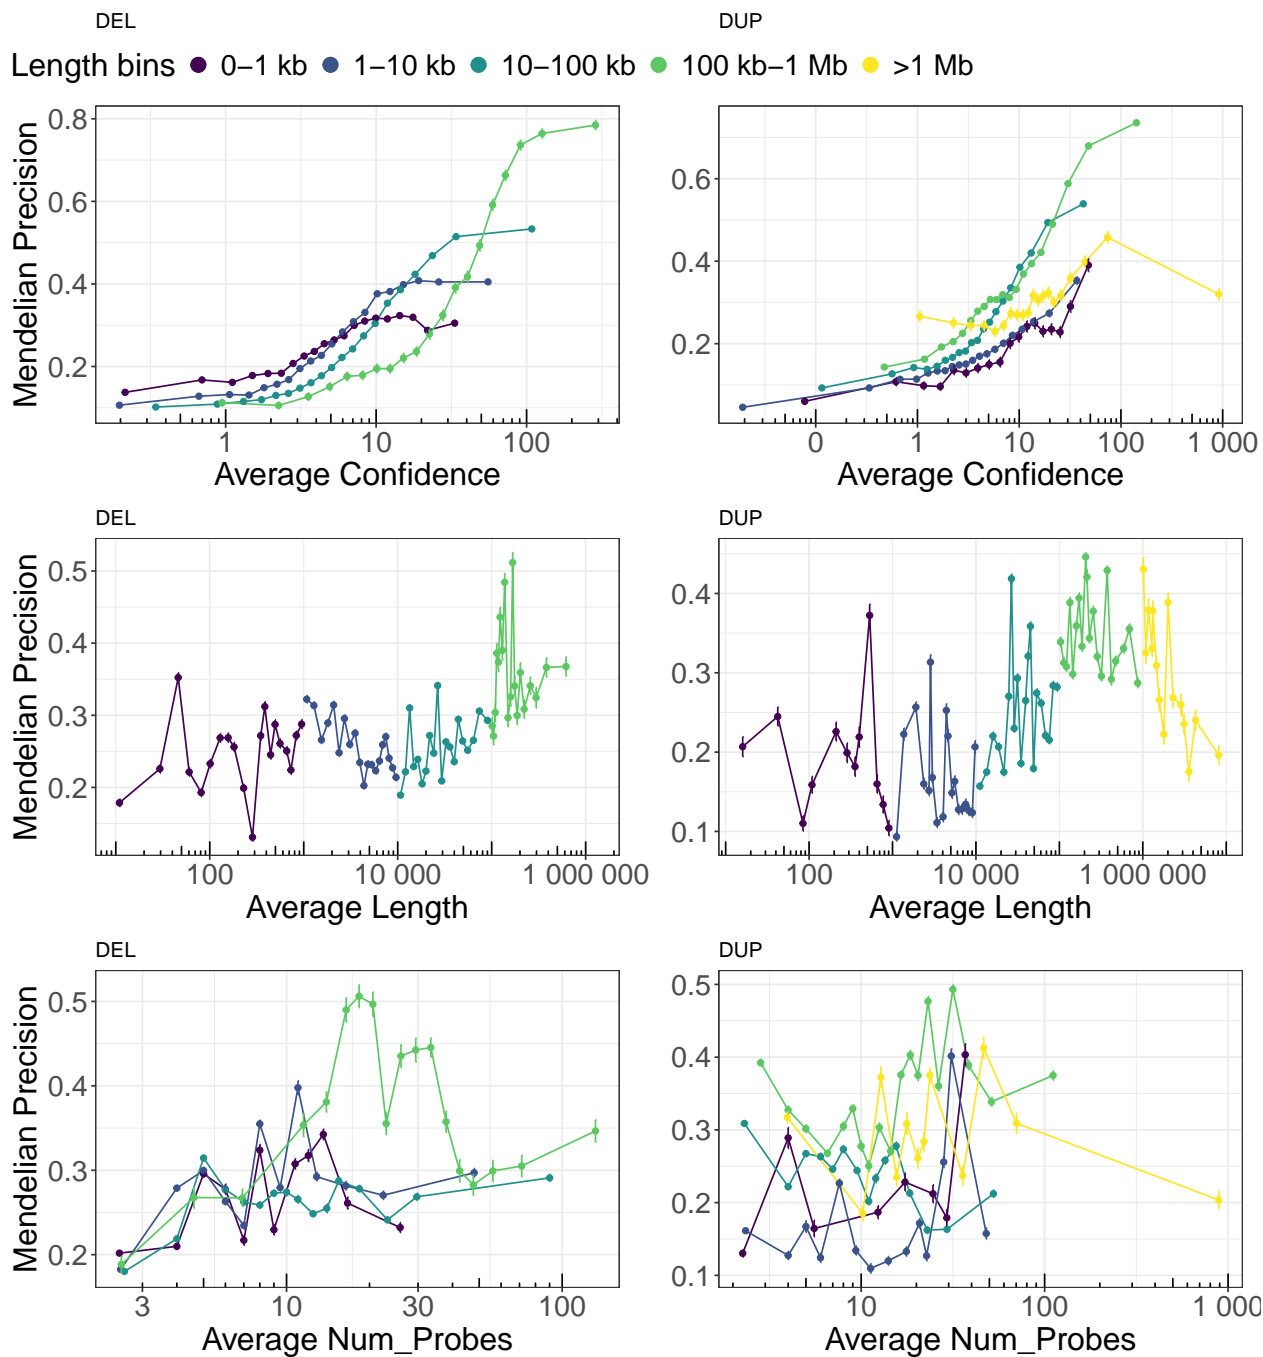 DEL DUP
Length bins 0−1 kb 1−10 kb 10−100 kb 100 kb−1 Mb >1 Mb
Mendelian Precision
0.8
0.6
0.4
0.2
1 10 100
Average Confidence
0.6
0.4
0.2
0 1 10 100 1 000
Average Confidence
DEL DUP
Mendelian Precision
0.5
0.4
0.3
0.2
100 10 000 1 000 000
Average Length
0.4
0.3
0.2
0.1
100 10 000 1 000 000
Average Length
DEL DUP
Mendelian Precision
0.5
0.4
0.3
0.2
3 10 30 100
Average Num_Probes
0.5
0.4
0.3
0.2
0.1
10 100 1 000
Average Num_Probes